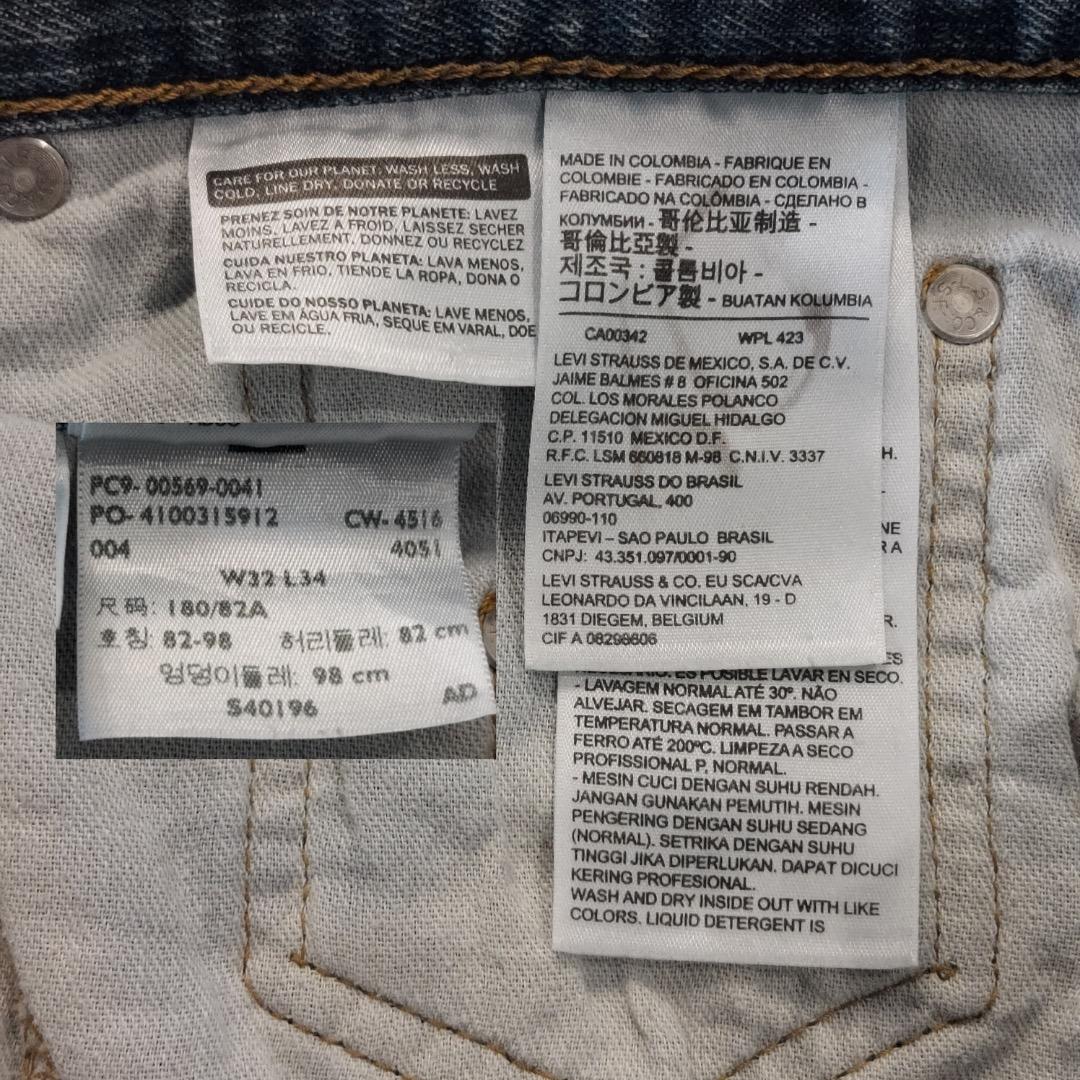 CARE FOR OUR PLANET: WASH LESS, WASH
COLD, LINE DRY, DONATE OR RECYCLE
PRENEZ SOIN DE NOTRE PLANETE: LAVEZ
MOINS, LAVEZ A FROID, LAISSEZ SECHER
NATURELLEMENT, DONNEZ OU RECYCLEZ
CUIDA NUESTRO PLANETA: LAVA MENOS,
LAVA EN FRIO, TIENDE LA ROPA, DONA O
RECICLA.
CUIDE DO NOSSO PLANETA: LAVE MENOS,
LAVE EM ÁGUA FRIA, SEQUE EM VARAL, DOE
OU RECICLE.
MADE IN COLOMBIA - FABRIQUE EN
COLOMBIE - FABRICADO EN COLOMBIA -
FABRICADO NA COLÔMBIA - СДЕЛАНО В
КОЛУМБИИ - 哥伦比亚制造 -
哥倫比亞製 -
제조국 : 콜롬비아 -
コロンビア製 - BUATAN KOLUMBIA
CA00342 WPL 423
LEVI STRAUSS DE MEXICO, S.A. DE C.V.
JAIME BALMES # 8 OFICINA 502
COL. LOS MORALES POLANCO
DELEGACION MIGUEL HIDALGO
C.P. 11510 MEXICO D.F.
R.F.C. LSM 660818 M-98 C.N.I.V. 3337
LEVI STRAUSS DO BRASIL
AV. PORTUGAL, 400
06990-110
ITAPEVI – SAO PAULO BRASIL
CNPJ: 43.351.097/0001-90
LEVI STRAUSS & CO. EU SCA/CVA
LEONARDO DA VINCILAAN, 19 - D
1831 DIEGEM, BELGIUM
CIF A 08298606
H.
NE
R A
R.
ES
ES POSIBLE LAVAR EN SECO.
- LAVAGEM NORMAL ATÉ 30º. NÃO
ALVEJAR. SECAGEM EM TAMBOR EM
TEMPERATURA NORMAL. PASSAR A
FERRO ATÉ 200ºC. LIMPEZA A SECO
PROFISSIONAL P, NORMAL.
- MESIN CUCI DENGAN SUHU RENDAH.
JANGAN GUNAKAN PEMUTIH. MESIN
PENGERING DENGAN SUHU SEDANG
(NORMAL). SETRIKA DENGAN SUHU
TINGGI JIKA DIPERLUKAN. DAPAT DICUCI
KERING PROFESIONAL.
WASH AND DRY INSIDE OUT WITH LIKE
COLORS. LIQUID DETERGENT IS
PC9- 00569-0041
PO- 4100315912 CW- 4516
004 4051
W32 L34
尺码: 180/82A
호칭: 82-98 허리둘레: 82 cm
엉덩이둘레: 98 cm
S40196 AD